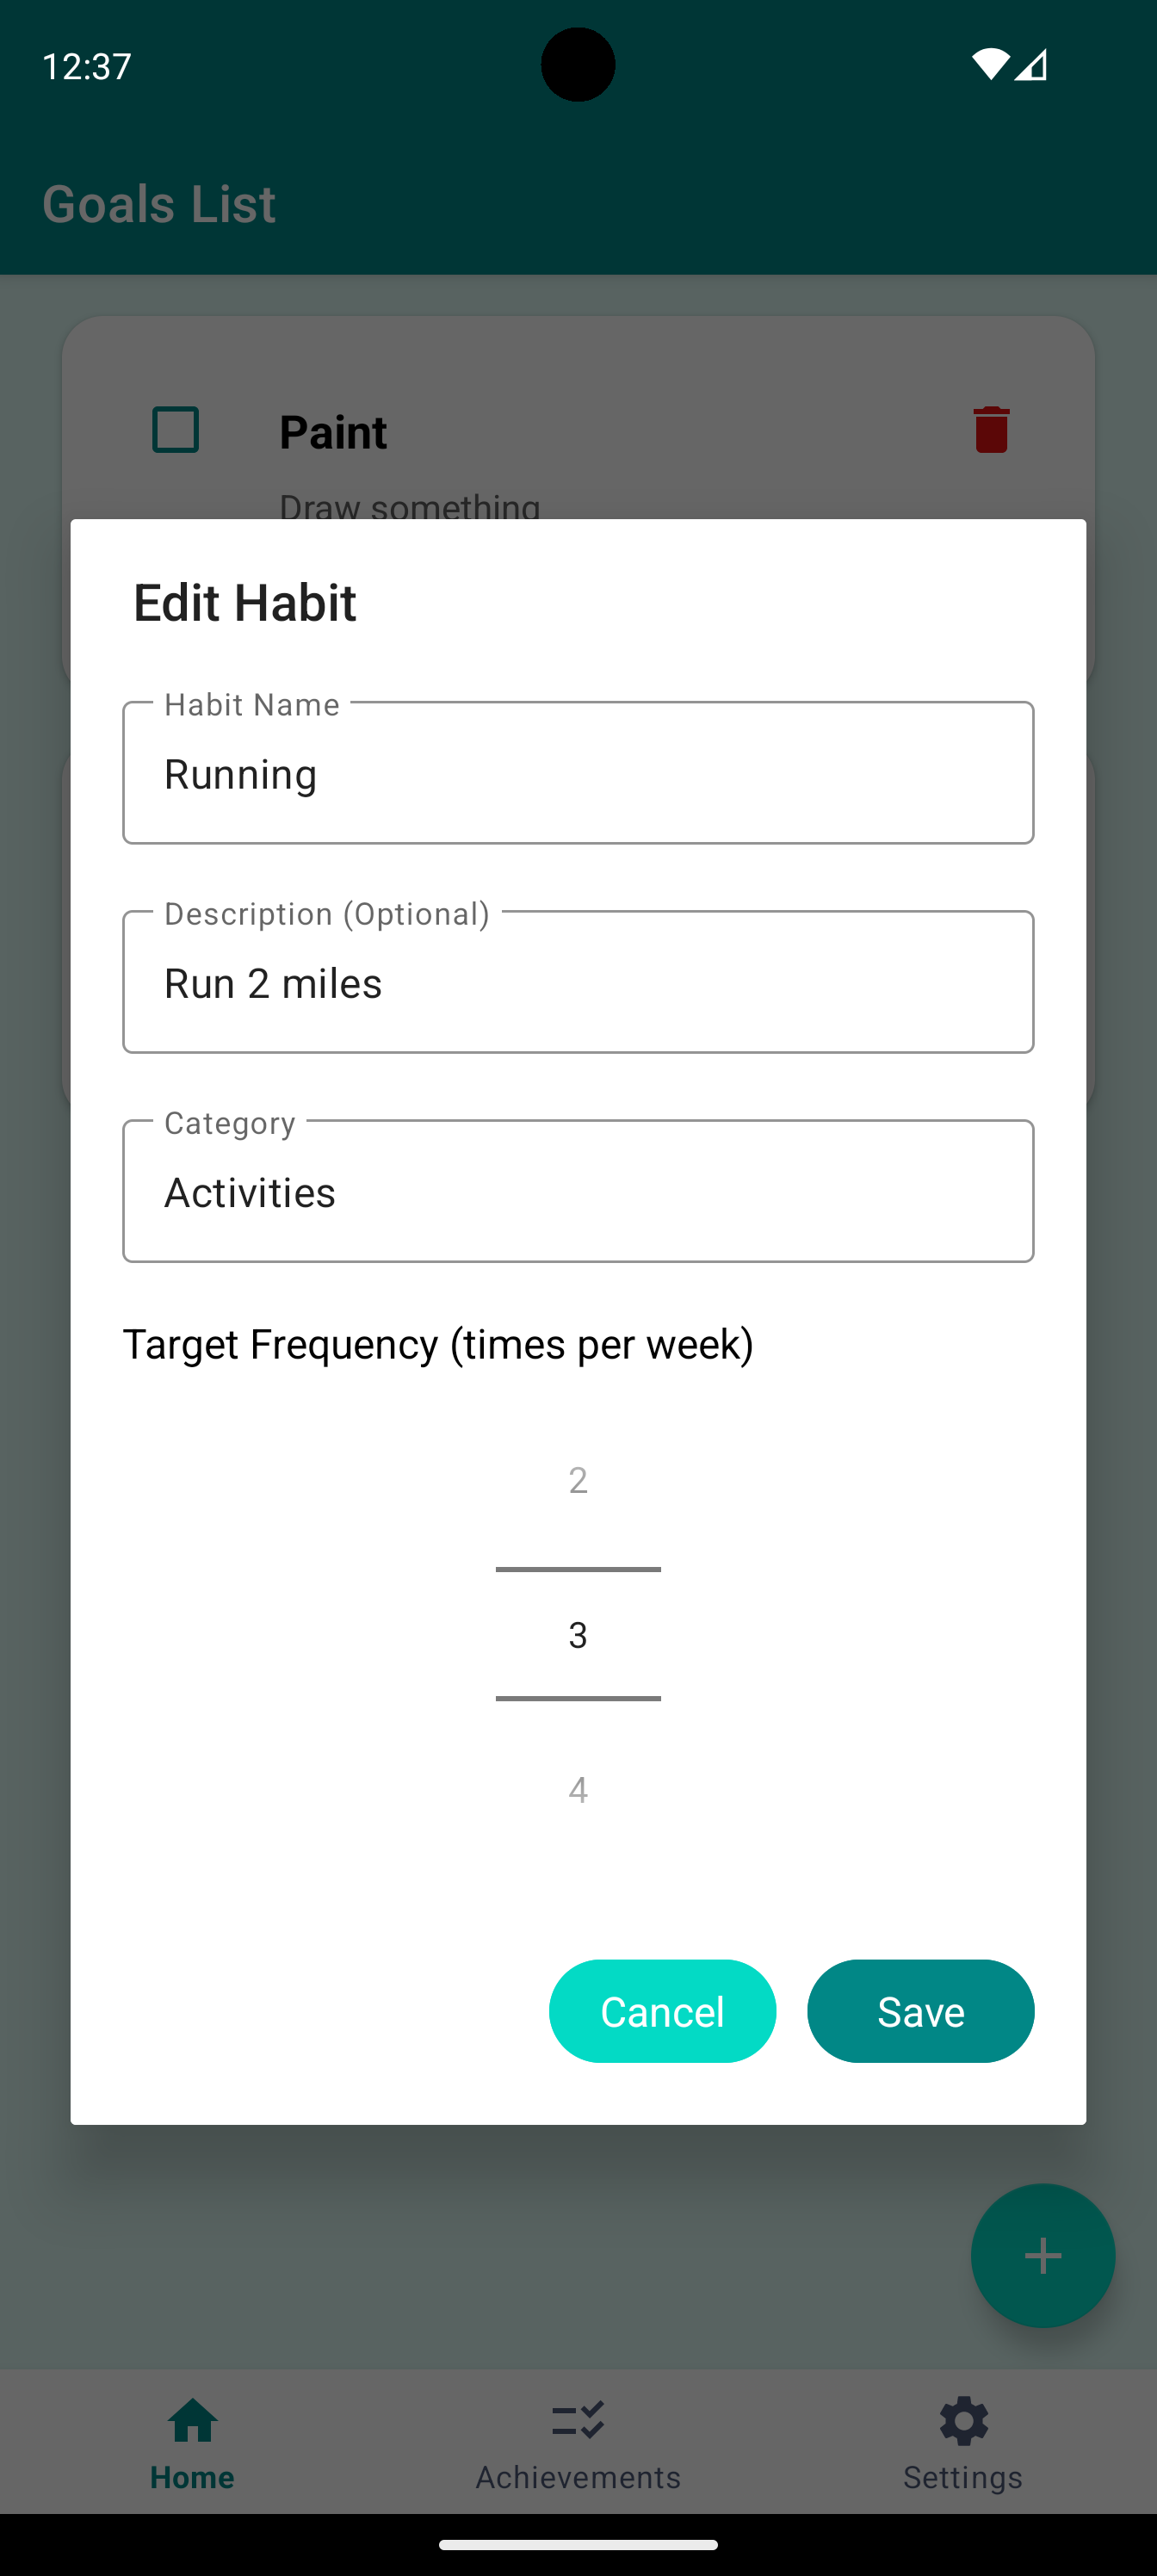 12:37
Goals List
Paint
Draw something
Edit Habit
Habit Name
Running
Description (Optional)
Run 2 miles
Category
Activities
Target Frequency (times per week)
2
3
4
Cancel
Save
Home
Achievements
Settings